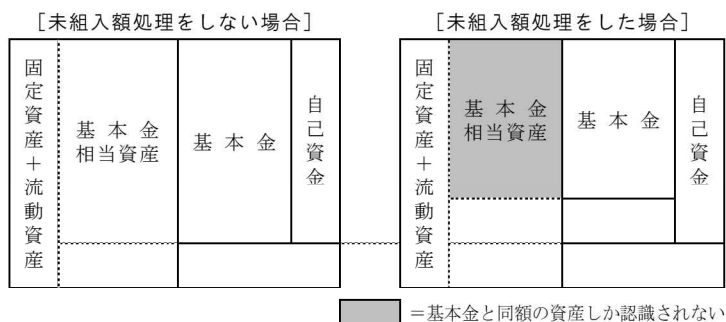 ［未組入額処理をしない場合］
固定資産＋流動資産
基本金
相当資産
基本金
自己資金
［未組入額処理をした場合］
固定資産＋流動資産
基本金
相当資産
基本金
自己資金
＝基本金と同額の資産しか認識されない